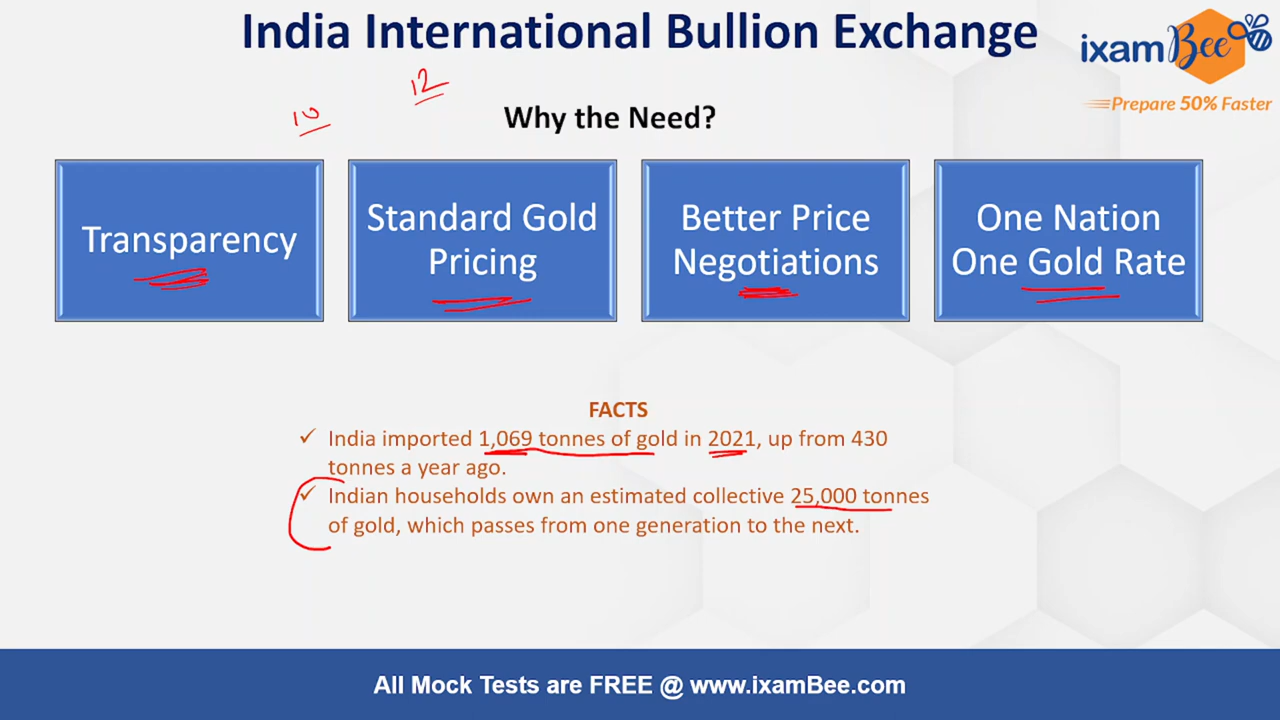 India International Bullion Exchange
ixamBee
Prepare 50% Faster
12
10
Why the Need?
Transparency
Standard Gold
Pricing
Better Price
Negotiations
One Nation
One Gold Rate
FACTS
✓ India imported 1,069 tonnes of gold in 2021, up from 430
tonnes a year ago.
✓ Indian households own an estimated collective 25,000 tonnes
of gold, which passes from one generation to the next.
All Mock Tests are FREE @ www.ixamBee.com